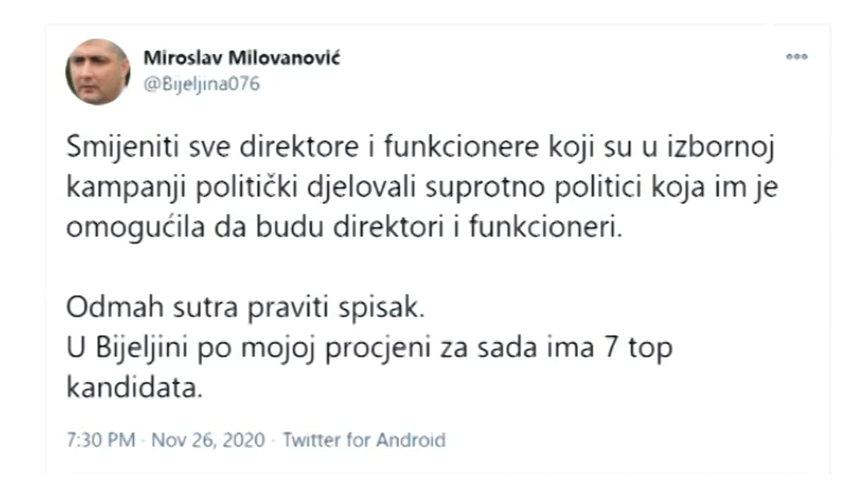 Miroslav Milovanović
@Bijeljina076
Smijeniti sve direktore i funkcionere koji su u izbornoj
kampanji politički djelovali suprotno politici koja im je
omogućila da budu direktori i funkcioneri.
Odmah sutra praviti spisak.
U Bijeljini po mojoj procjeni za sada ima 7 top
kandidata.
7:30 PM · Nov 26, 2020 · Twitter for Android